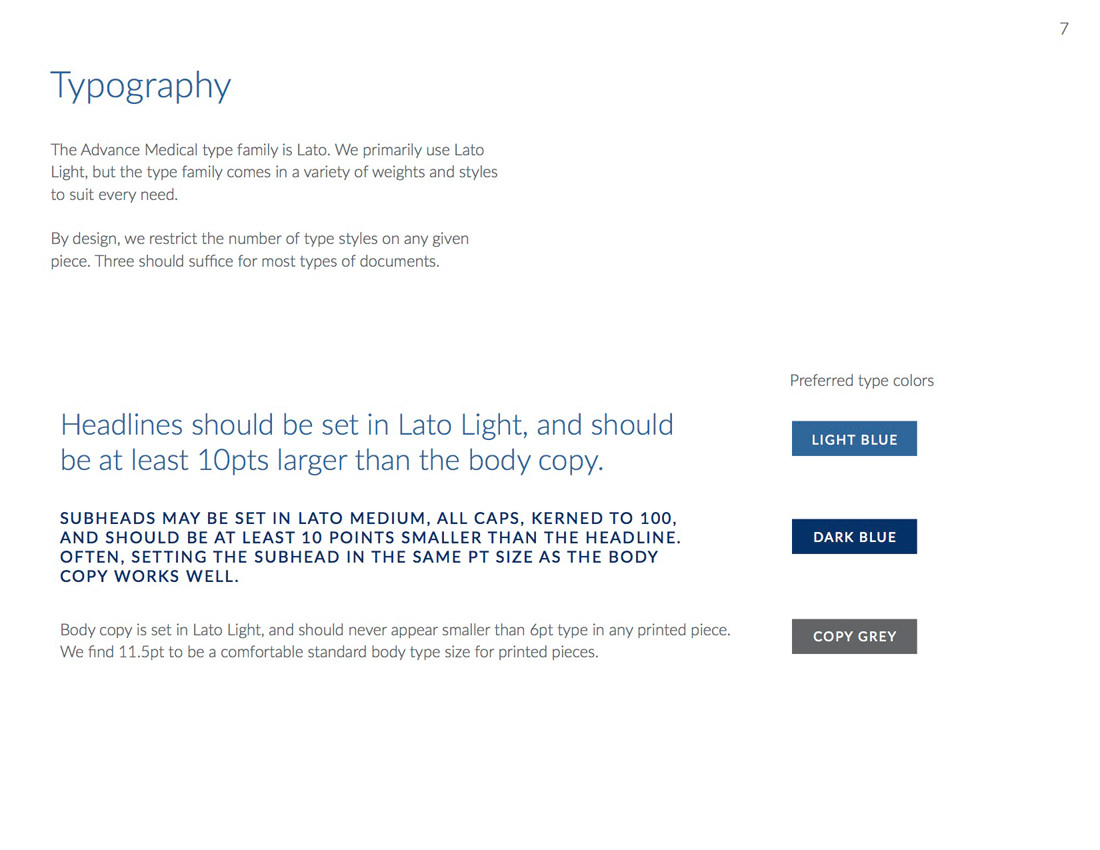 7
Typography
The Advance Medical type family is Lato. We primarily use Lato
Light, but the type family comes in a variety of weights and styles
to suit every need.
By design, we restrict the number of type styles on any given
piece. Three should suffice for most types of documents.
Preferred type colors
Headlines should be set in Lato Light, and should
be at least 10pts larger than the body copy.
LIGHT BLUE
SUBHEADS MAY BE SET IN LATO MEDIUM, ALL CAPS, KERNED TO 100,
AND SHOULD BE AT LEAST 10 POINTS SMALLER THAN THE HEADLINE.
OFTEN, SETTING THE SUBHEAD IN THE SAME PT SIZE AS THE BODY
COPY WORKS WELL.
DARK BLUE
Body copy is set in Lato Light, and should never appear smaller than 6pt type in any printed piece.
We find 11.5pt to be a comfortable standard body type size for printed pieces.
COPY GREY